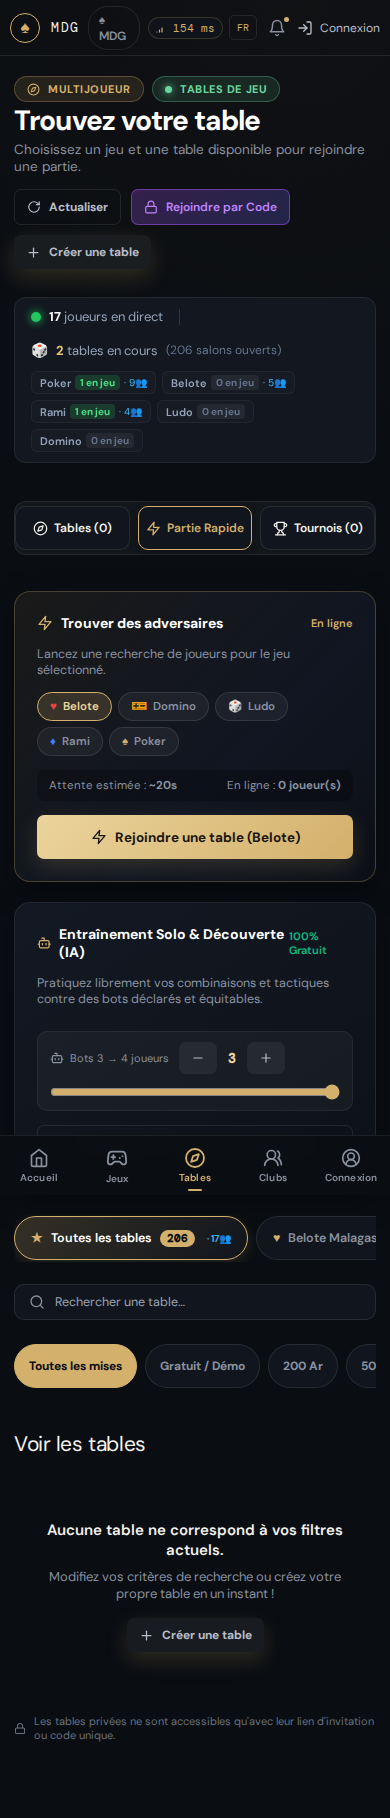 MDG
♠ MDG
154 ms
FR
Connexion
MULTIJOUEUR
TABLES DE JEU
Trouvez votre table
Choisissez un jeu et une table disponible pour rejoindre
une partie.
Actualiser
Rejoindre par Code
Créer une table
17 joueurs en direct
2 tables en cours (206 salons ouverts)
Poker 1 en jeu · 9👥 Belote 0 en jeu · 5👥
Rami 1 en jeu · 4👥 Ludo 0 en jeu
Domino 0 en jeu
Tables (0)
Partie Rapide
Tournois (0)
Trouver des adversaires
En ligne
Lancez une recherche de joueurs pour le jeu
sélectionné.
♥ Belote
Domino
Ludo
♦ Rami
♠ Poker
Attente estimée : ~20s
En ligne : 0 joueur(s)
Rejoindre une table (Belote)
Entraînement Solo & Découverte
(IA)
100%
Gratuit
Pratiquez librement vos combinaisons et tactiques
contre des bots déclarés et équitables.
Bots 3 → 4 joueurs
− 3 +
Accueil
Jeux
Tables
Clubs
Connexion
★ Toutes les tables 206 · 17👥
♥ Belote Malagas
Rechercher une table...
Toutes les mises
Gratuit / Démo
200 Ar
50
Voir les tables
Aucune table ne correspond à vos filtres
actuels.
Modifiez vos critères de recherche ou créez votre
propre table en un instant !
Créer une table
Les tables privées ne sont accessibles qu'avec leur lien d'invitation
ou code unique.